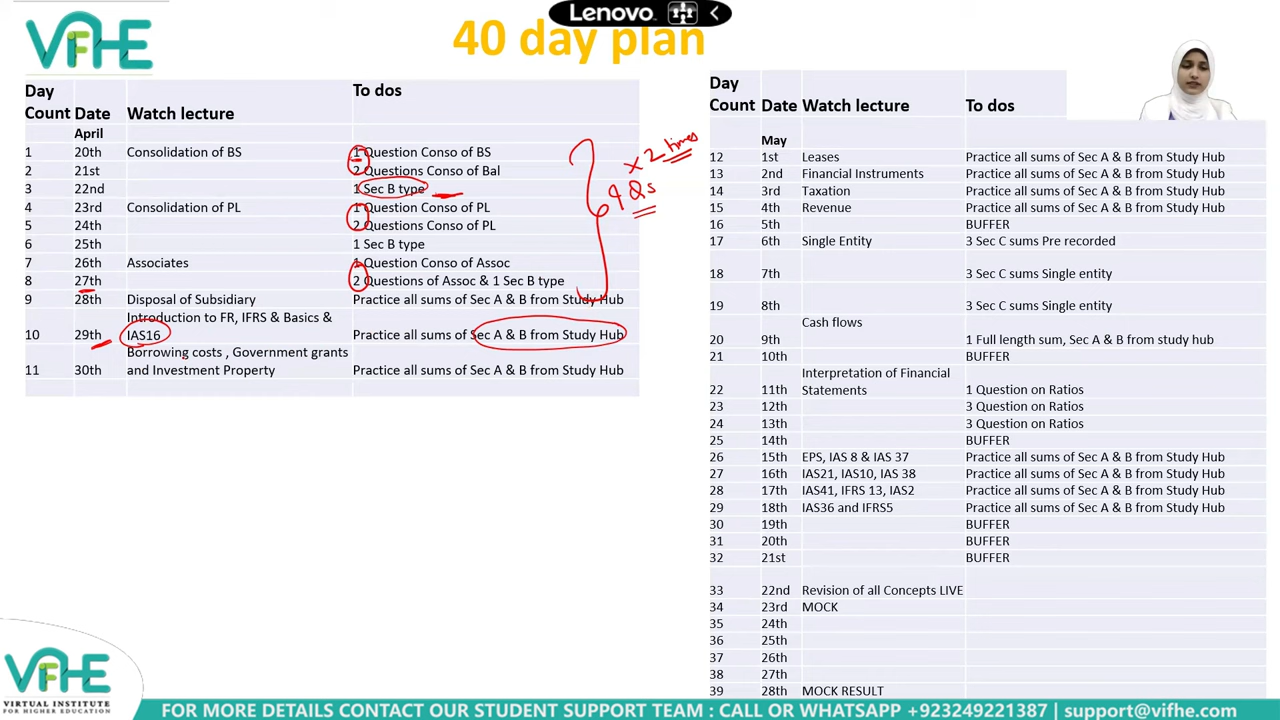 Lenovo
VIFHE
40 day plan
Day Count Date Watch lecture To dos
April
1 20th Consolidation of BS 1 Question Conso of BS
2 21st 2 Questions Conso of Bal
3 22nd 1 Sec B type
4 23rd Consolidation of PL 1 Question Conso of PL
5 24th 2 Questions Conso of PL
6 25th 1 Sec B type
7 26th Associates 1 Question Conso of Assoc
8 27th 2 Questions of Assoc & 1 Sec B type
9 28th Disposal of Subsidiary Practice all sums of Sec A & B from Study Hub
Introduction to FR, IFRS & Basics &
10 29th IAS16 Practice all sums of Sec A & B from Study Hub
Borrowing costs , Government grants
11 30th and Investment Property Practice all sums of Sec A & B from Study Hub
x 2 times
9 Qs
Day Count Date Watch lecture To dos
May
12 1st Leases Practice all sums of Sec A & B from Study Hub
13 2nd Financial Instruments Practice all sums of Sec A & B from Study Hub
14 3rd Taxation Practice all sums of Sec A & B from Study Hub
15 4th Revenue Practice all sums of Sec A & B from Study Hub
16 5th BUFFER
17 6th Single Entity 3 Sec C sums Pre recorded
18 7th 3 Sec C sums Single entity
19 8th 3 Sec C sums Single entity
Cash flows
20 9th 1 Full length sum, Sec A & B from study hub
21 10th BUFFER
Interpretation of Financial
22 11th Statements 1 Question on Ratios
23 12th 3 Question on Ratios
24 13th 3 Question on Ratios
25 14th BUFFER
26 15th EPS, IAS 8 & IAS 37 Practice all sums of Sec A & B from Study Hub
27 16th IAS21, IAS10, IAS 38 Practice all sums of Sec A & B from Study Hub
28 17th IAS41, IFRS 13, IAS2 Practice all sums of Sec A & B from Study Hub
29 18th IAS36 and IFRS5 Practice all sums of Sec A & B from Study Hub
30 19th BUFFER
31 20th BUFFER
32 21st BUFFER
33 22nd Revision of all Concepts LIVE
34 23rd MOCK
35 24th
36 25th
37 26th
38 27th
39 28th MOCK RESULT
VIFHE
VIRTUAL INSTITUTE
FOR HIGHER EDUCATION
FOR MORE DETAILS CONTACT OUR STUDENT SUPPORT TEAM : CALL OR WHATSAPP +923249221387 | support@vifhe.com